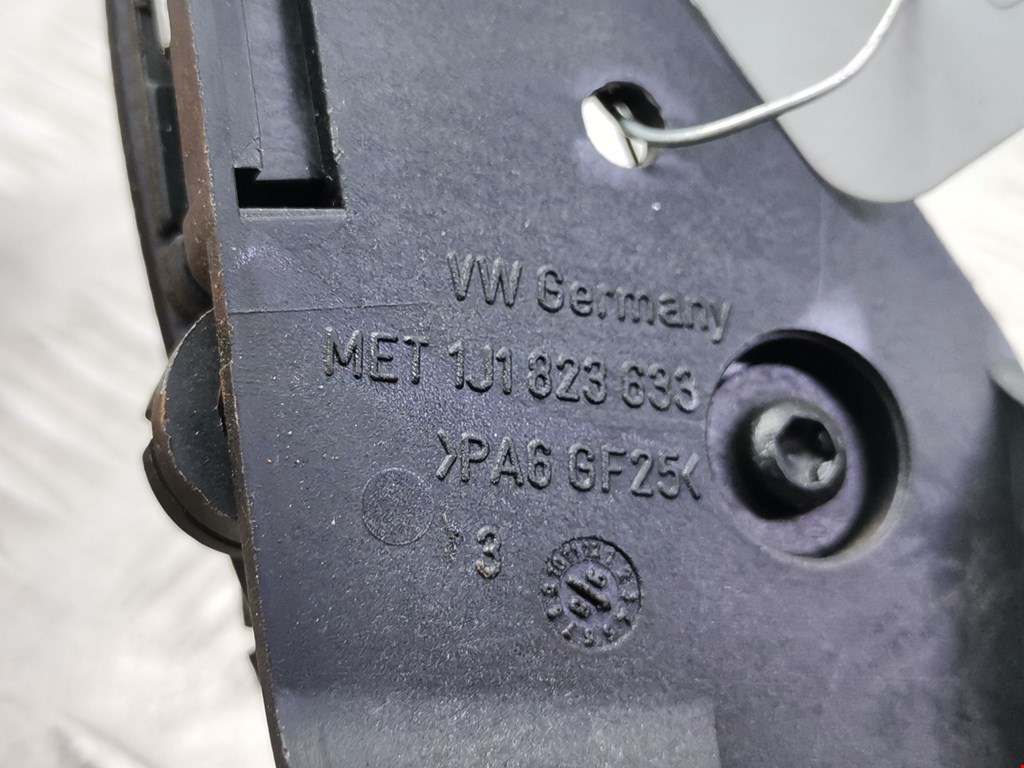 VW Germany
MET 1J1 823 633
>PA6 GF25<
3